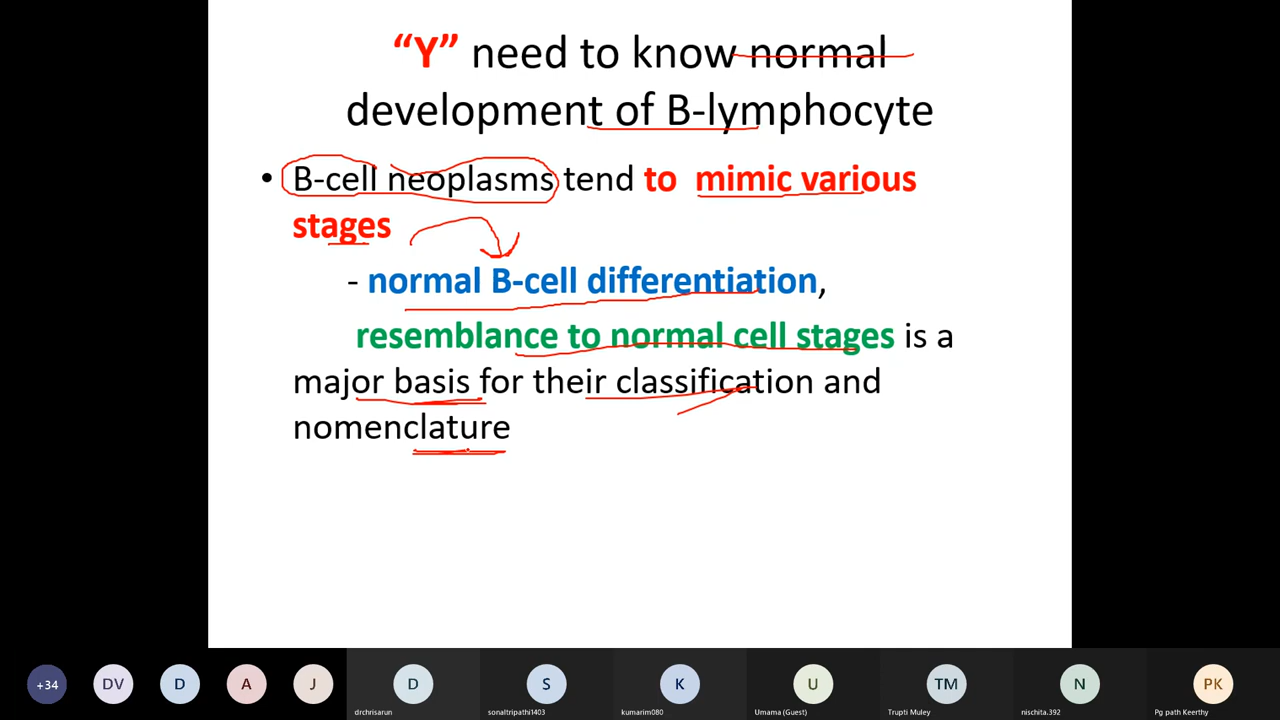 “Y” need to know normal
development of B-lymphocyte
• B-cell neoplasms tend to mimic various
stages
- normal B-cell differentiation,
resemblance to normal cell stages is a
major basis for their classification and
nomenclature
+34 DV D A J D S K U TM N PK
drchrisarun sonaltripathi1403 kumarim080 Umama (Guest) Trupti Muley nischita.392 Pg path Keerthy